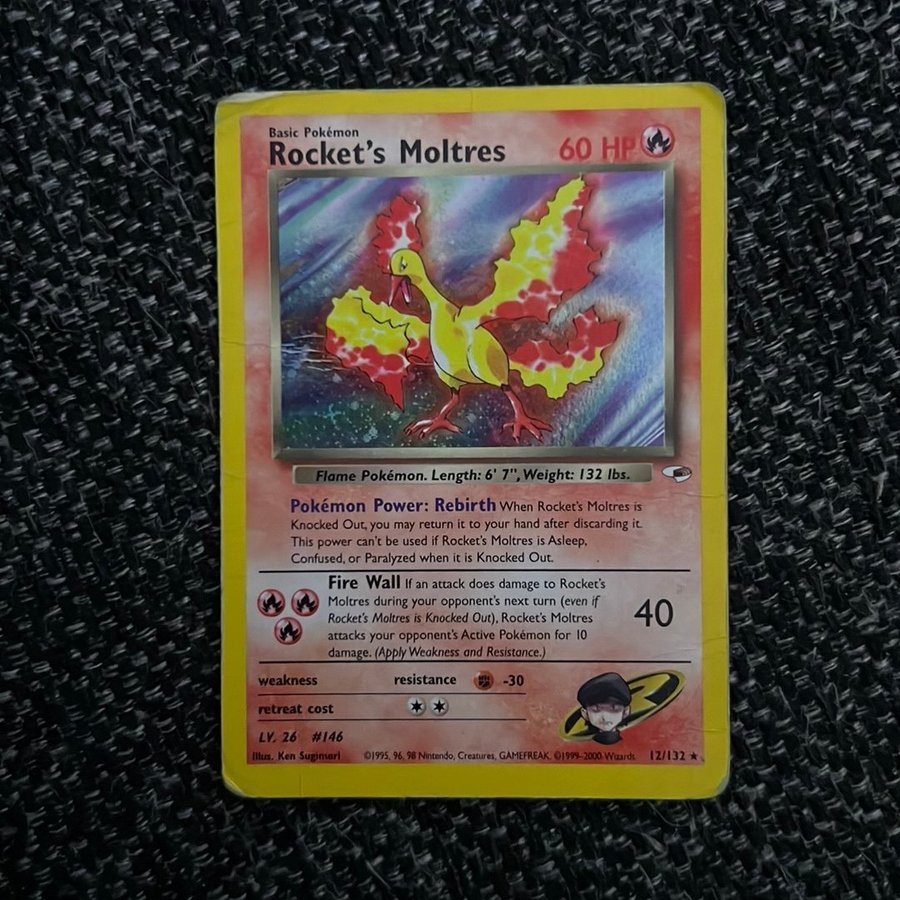 Basic Pokémon
Rocket's Moltres 60 HP
Flame Pokémon. Length: 6' 7", Weight: 132 lbs.
Pokémon Power: Rebirth When Rocket's Moltres is
Knocked Out, you may return it to your hand after discarding it.
This power can't be used if Rocket's Moltres is Asleep,
Confused, or Paralyzed when it is Knocked Out.
Fire Wall If an attack does damage to Rocket's
Moltres during your opponent's next turn (even if
Rocket's Moltres is Knocked Out), Rocket's Moltres
attacks your opponent's Active Pokémon for 10
damage. (Apply Weakness and Resistance.)
40
weakness resistance -30
retreat cost
LV. 26 #146
Illus. Ken Sugimori ©1995, 96, 98 Nintendo, Creatures, GAMEFREAK. ©1999-2000 Wizards. 12/132 ★